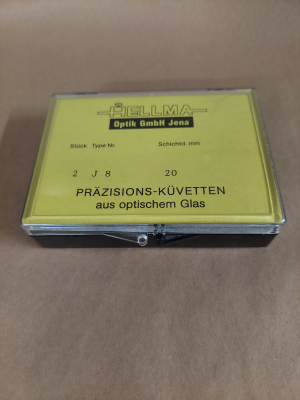 HELLMA
Optik GmbH Jena
Stück Type Nr Schichtd. mm
2 J 8 20
PRÄZISIONS-KÜVETTEN
aus optischem Glas